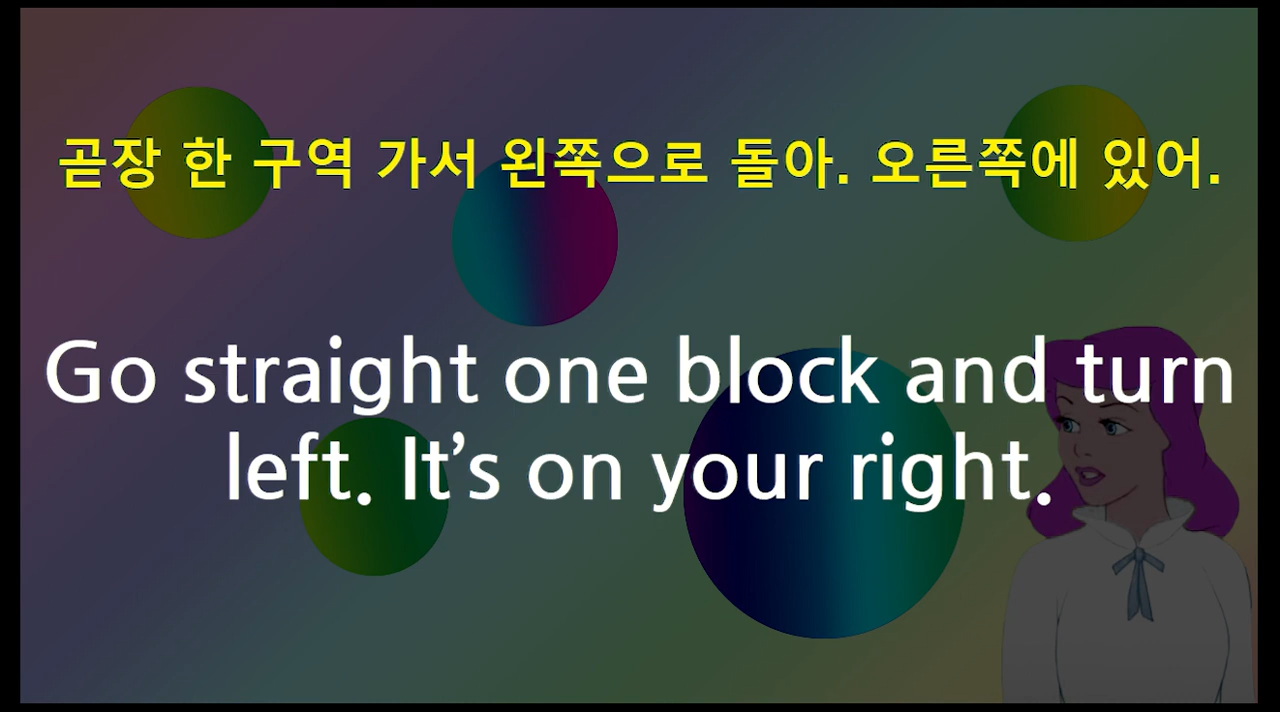 곧장 한 구역 가서 왼쪽으로 돌아. 오른쪽에 있어.
Go straight one block and turn
left. It’s on your right.